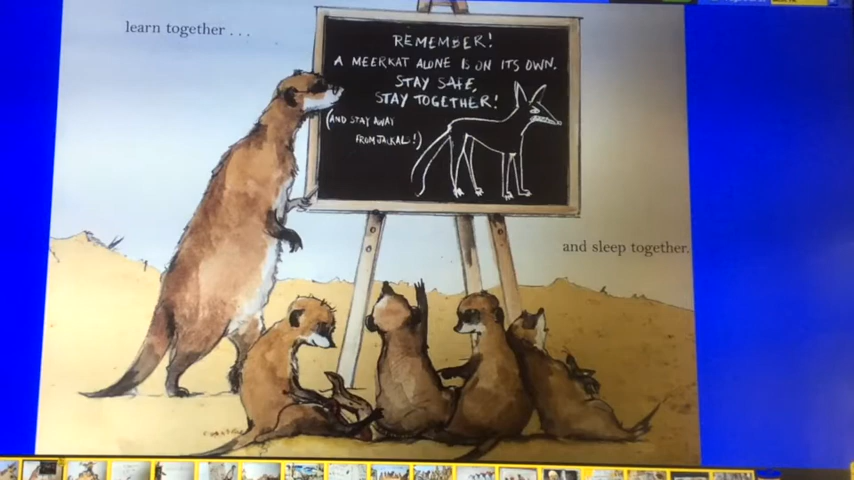 learn together . . .
REMEMBER!
A MEERKAT ALONE IS ON ITS OWN.
STAY SAFE,
STAY TOGETHER!
(AND STAY AWAY
FROM JACKALS!)
and sleep together.